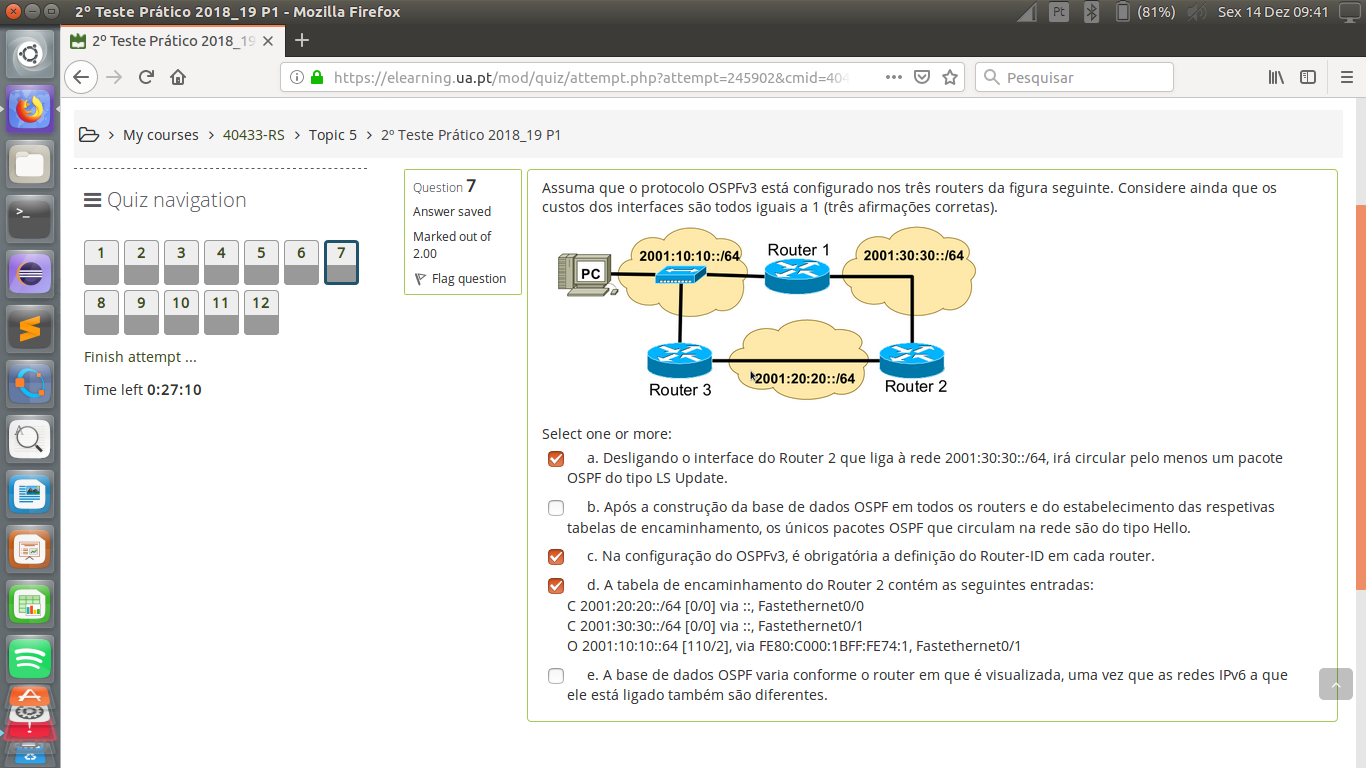 2º Teste Prático 2018_19 P1 - Mozilla Firefox
Pt
(81%)
Sex 14 Dez 09:41
2º Teste Prático 2018_19
https://elearning.ua.pt/mod/quiz/attempt.php?attempt=245902&cmid=404
Pesquisar
My courses > 40433-RS > Topic 5 > 2º Teste Prático 2018_19 P1
Quiz navigation
1 2 3 4 5 6 7
8 9 10 11 12
Finish attempt ...
Time left 0:27:10
Question 7
Answer saved
Marked out of
2.00
Flag question
Assuma que o protocolo OSPFv3 está configurado nos três routers da figura seguinte. Considere ainda que os
custos dos interfaces são todos iguais a 1 (três afirmações corretas).
PC
2001:10:10::/64
Router 1
2001:30:30::/64
Router 3
2001:20:20::/64
Router 2
Select one or more:
a. Desligando o interface do Router 2 que liga à rede 2001:30:30::/64, irá circular pelo menos um pacote
OSPF do tipo LS Update.
b. Após a construção da base de dados OSPF em todos os routers e do estabelecimento das respetivas
tabelas de encaminhamento, os únicos pacotes OSPF que circulam na rede são do tipo Hello.
c. Na configuração do OSPFv3, é obrigatória a definição do Router-ID em cada router.
d. A tabela de encaminhamento do Router 2 contém as seguintes entradas:
C 2001:20:20::/64 [0/0] via ::, Fastethernet0/0
C 2001:30:30::/64 [0/0] via ::, Fastethernet0/1
O 2001:10:10::64 [110/2], via FE80:C000:1BFF:FE74:1, Fastethernet0/1
e. A base de dados OSPF varia conforme o router em que é visualizada, uma vez que as redes IPv6 a que
ele está ligado também são diferentes.